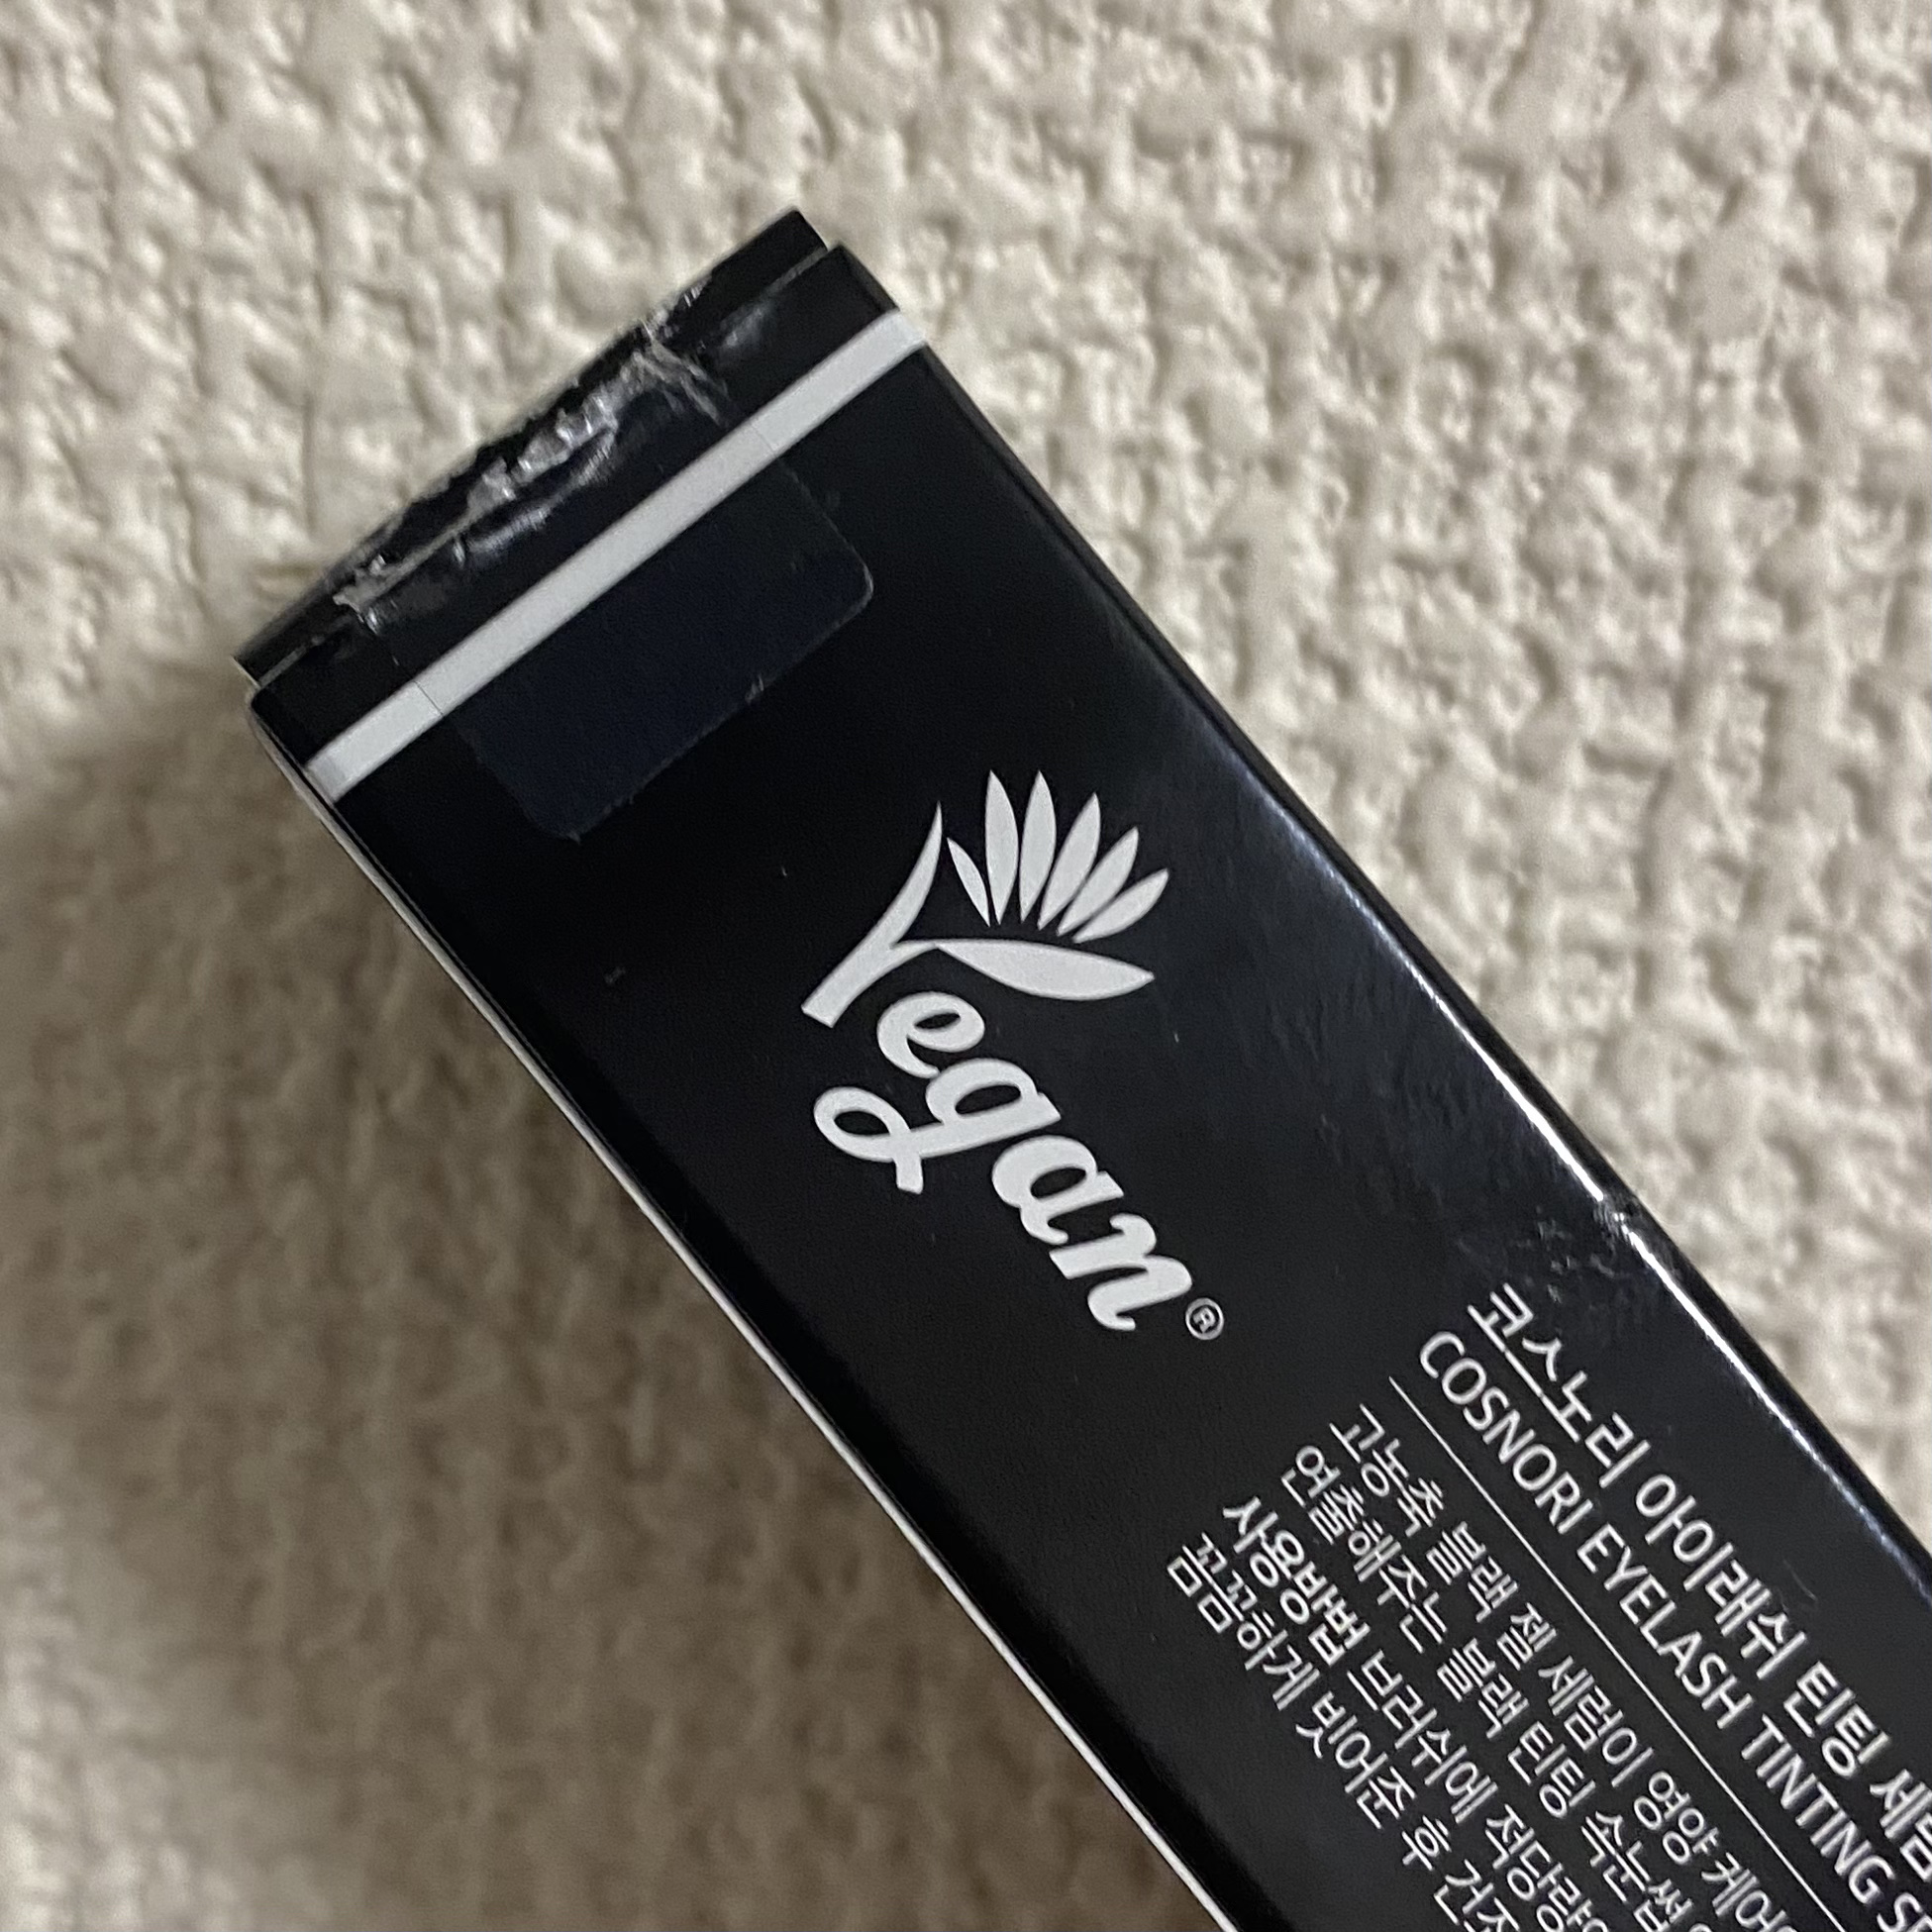 Vegan®
코스노리 아이래쉬 틴팅
COSNORI EYELASH TINTING
고농축 블랙 젤 세럼이 영양 케어
연출해주는 블랙 틴팅 속눈썹
사용방법 브러쉬에 적당량
꼼꼼하게 빗어준 후